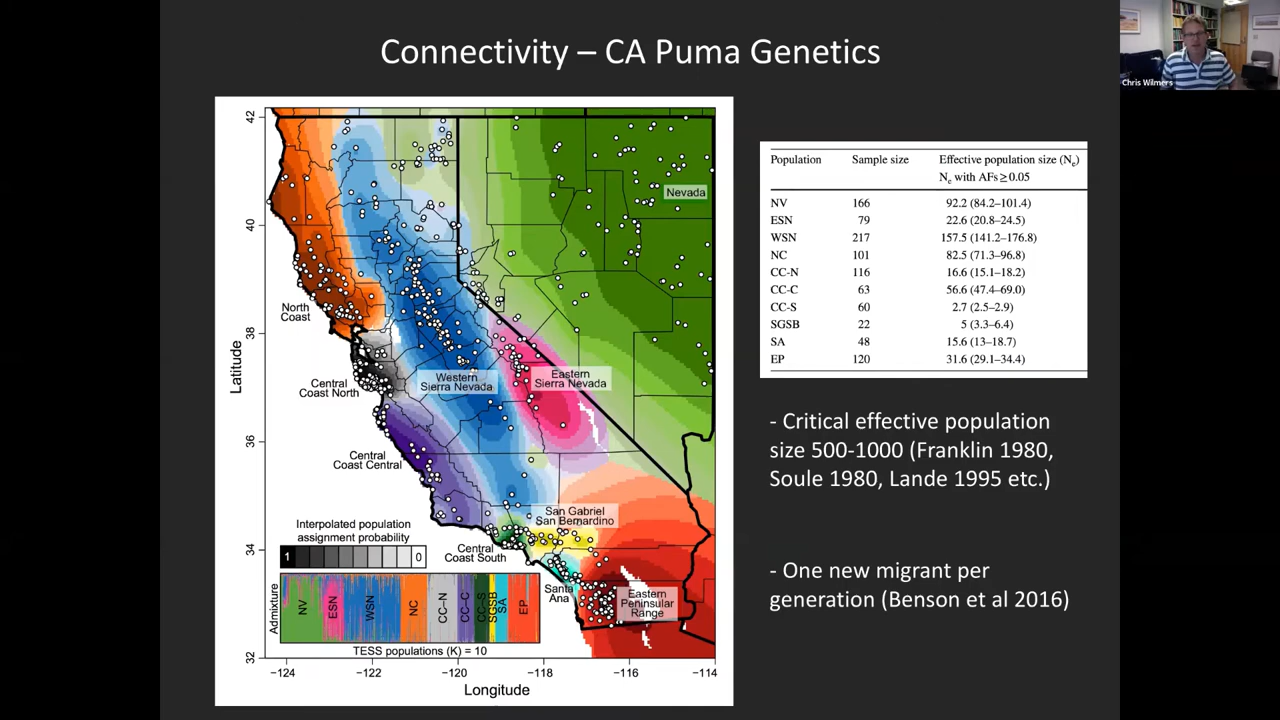 Connectivity – CA Puma Genetics
Chris Wilmers
42
40
38
36
34
32
Latitude
Nevada
North
Coast
Central
Coast North
Western
Sierra Nevada
Eastern
Sierra Nevada
Central
Coast Central
San Gabriel
San Bernardino
Interpolated population
assignment probability
1 0
Central
Coast South
Santa
Ana
Eastern
Peninsular
Range
Admixture
NV ESN WSN NC CC–N CC–C CC–S SGSB SA EP
TESS populations (K) = 10
−124 −122 −120 −118 −116 −114
Longitude
Population Sample size Effective population size (Ne)
Ne with AFs ≥ 0.05
NV 166 92.2 (84.2–101.4)
ESN 79 22.6 (20.8–24.5)
WSN 217 157.5 (141.2–176.8)
NC 101 82.5 (71.3–96.8)
CC-N 116 16.6 (15.1–18.2)
CC-C 63 56.6 (47.4–69.0)
CC-S 60 2.7 (2.5–2.9)
SGSB 22 5 (3.3–6.4)
SA 48 15.6 (13–18.7)
EP 120 31.6 (29.1–34.4)
- Critical effective population
size 500-1000 (Franklin 1980,
Soule 1980, Lande 1995 etc.)
- One new migrant per
generation (Benson et al 2016)